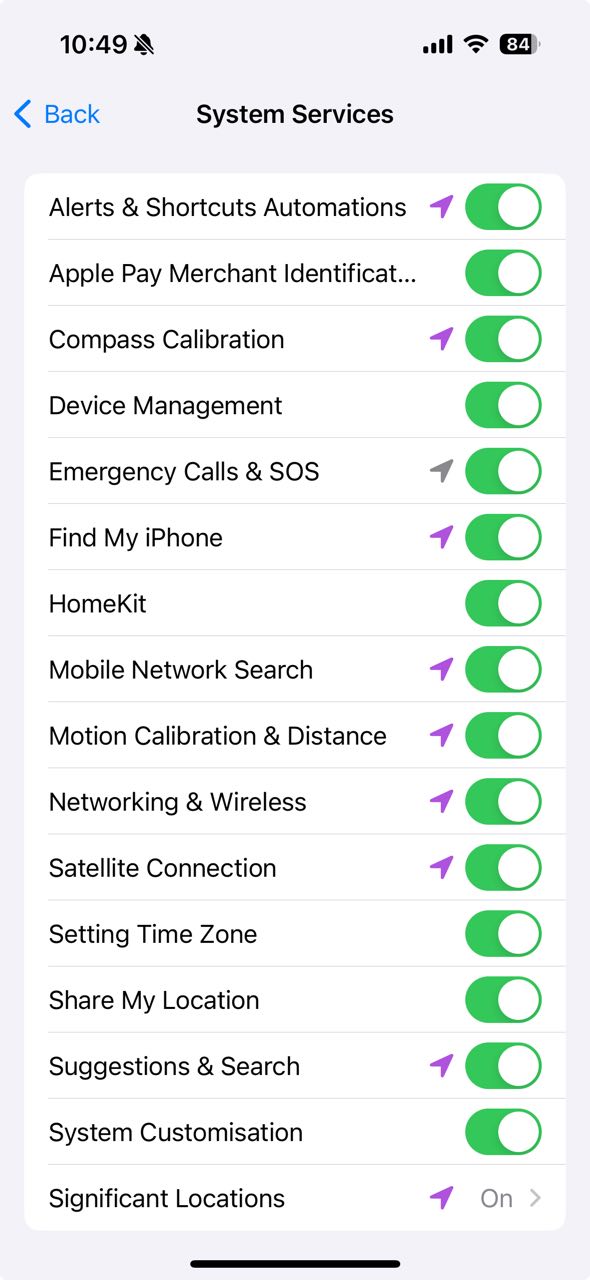 10:49
84
Back
System Services
Alerts & Shortcuts Automations
Apple Pay Merchant Identificat...
Compass Calibration
Device Management
Emergency Calls & SOS
Find My iPhone
HomeKit
Mobile Network Search
Motion Calibration & Distance
Networking & Wireless
Satellite Connection
Setting Time Zone
Share My Location
Suggestions & Search
System Customisation
Significant Locations On